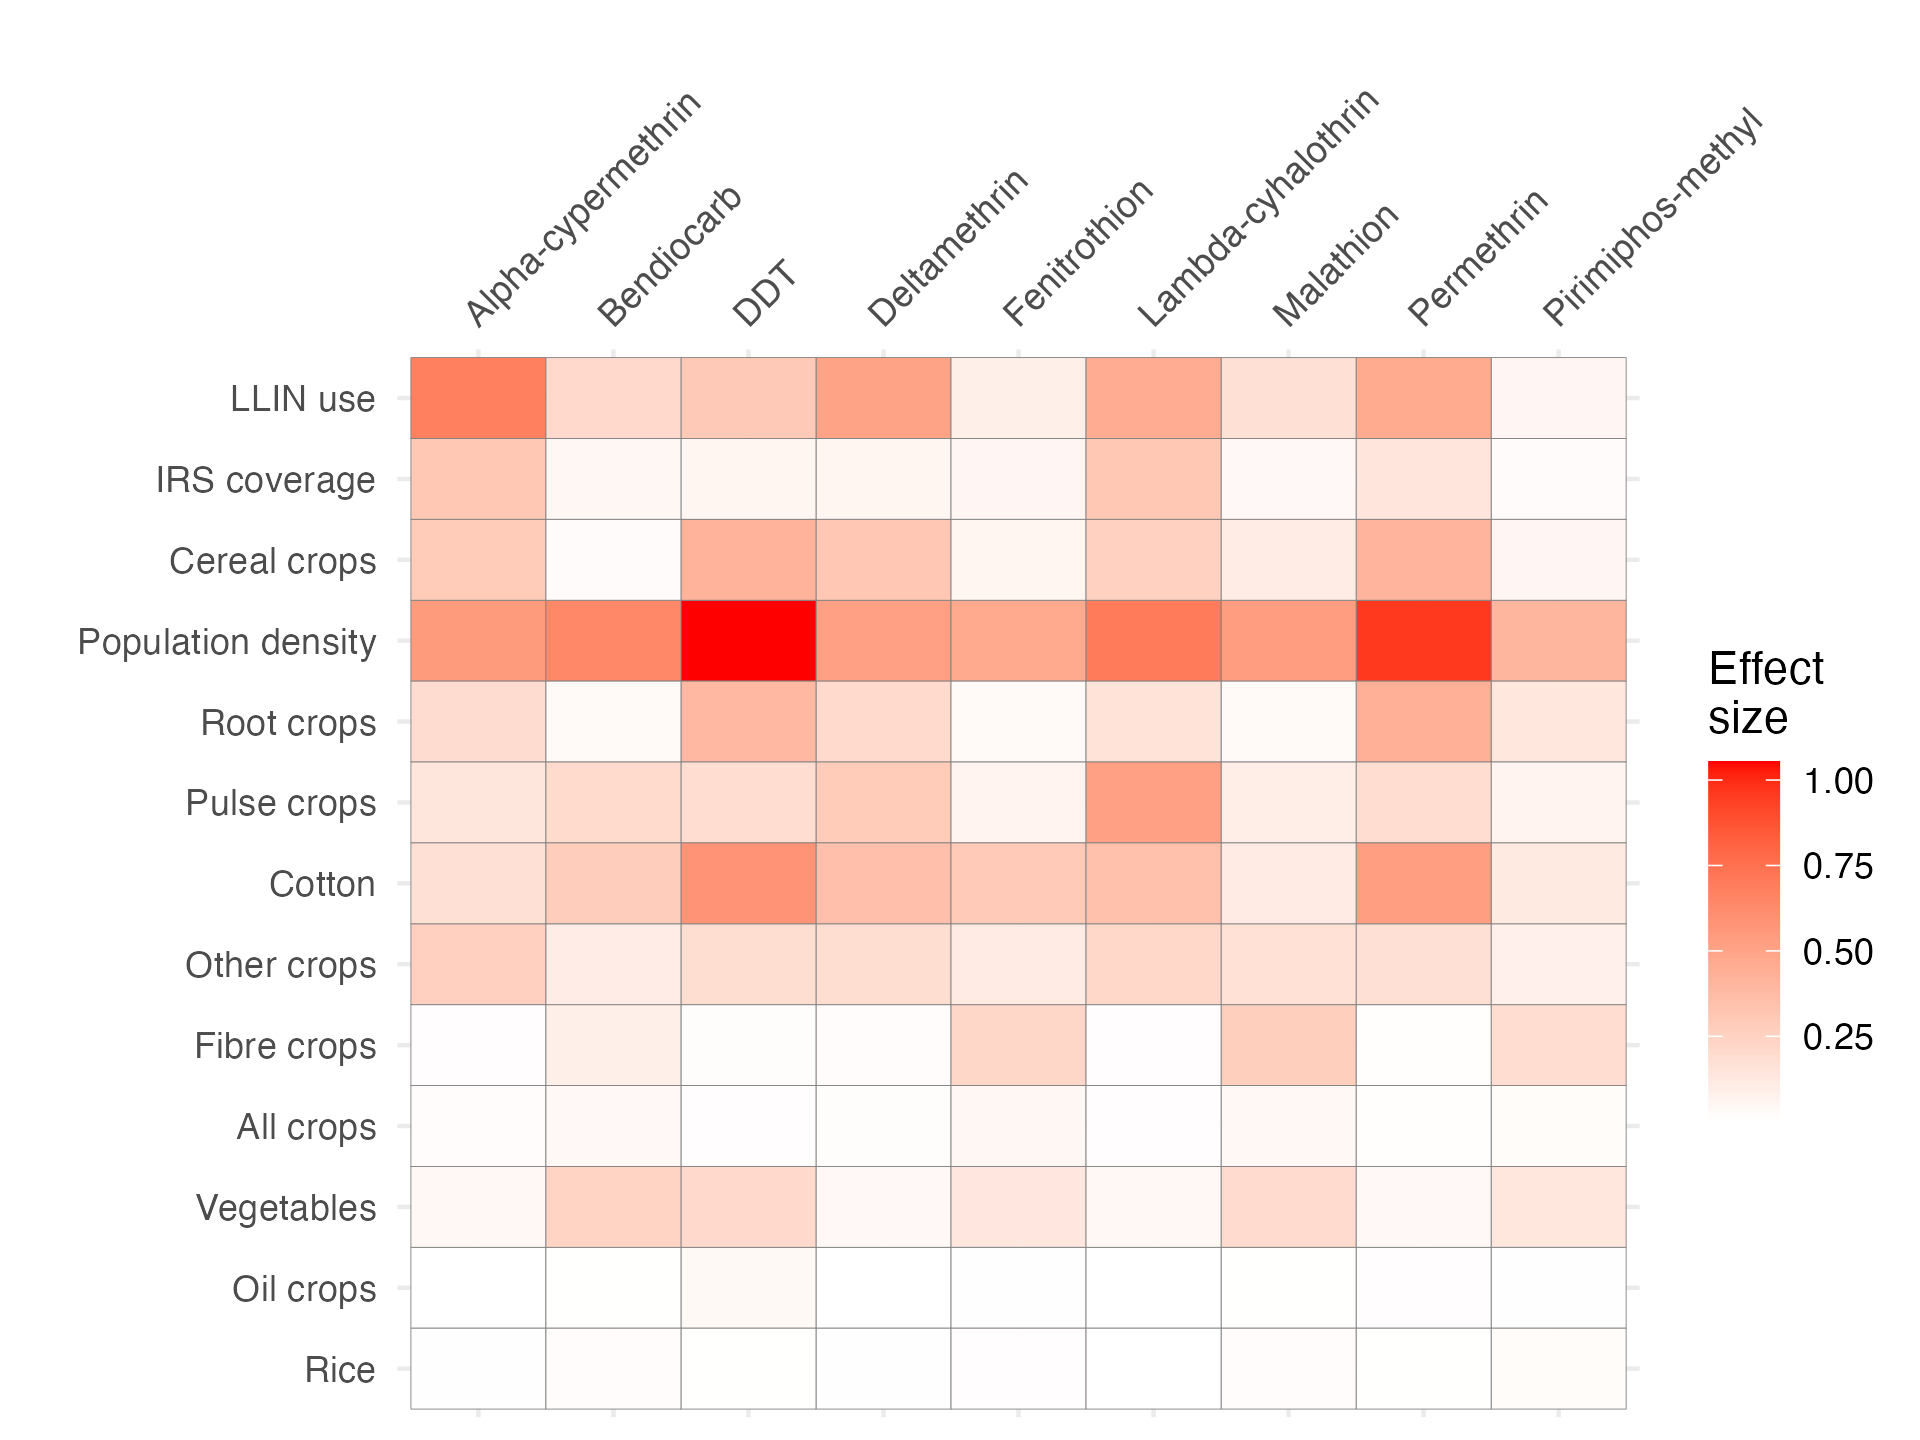 Alpha-cypermethrin
Bendiocarb
DDT
Deltamethrin
Fenitrothion
Lambda-cyhalothrin
Malathion
Permethrin
Pirimiphos-methyl
LLIN use
IRS coverage
Cereal crops
Population density
Root crops
Pulse crops
Cotton
Other crops
Fibre crops
All crops
Vegetables
Oil crops
Rice
Effect
size
1.00
0.75
0.50
0.25